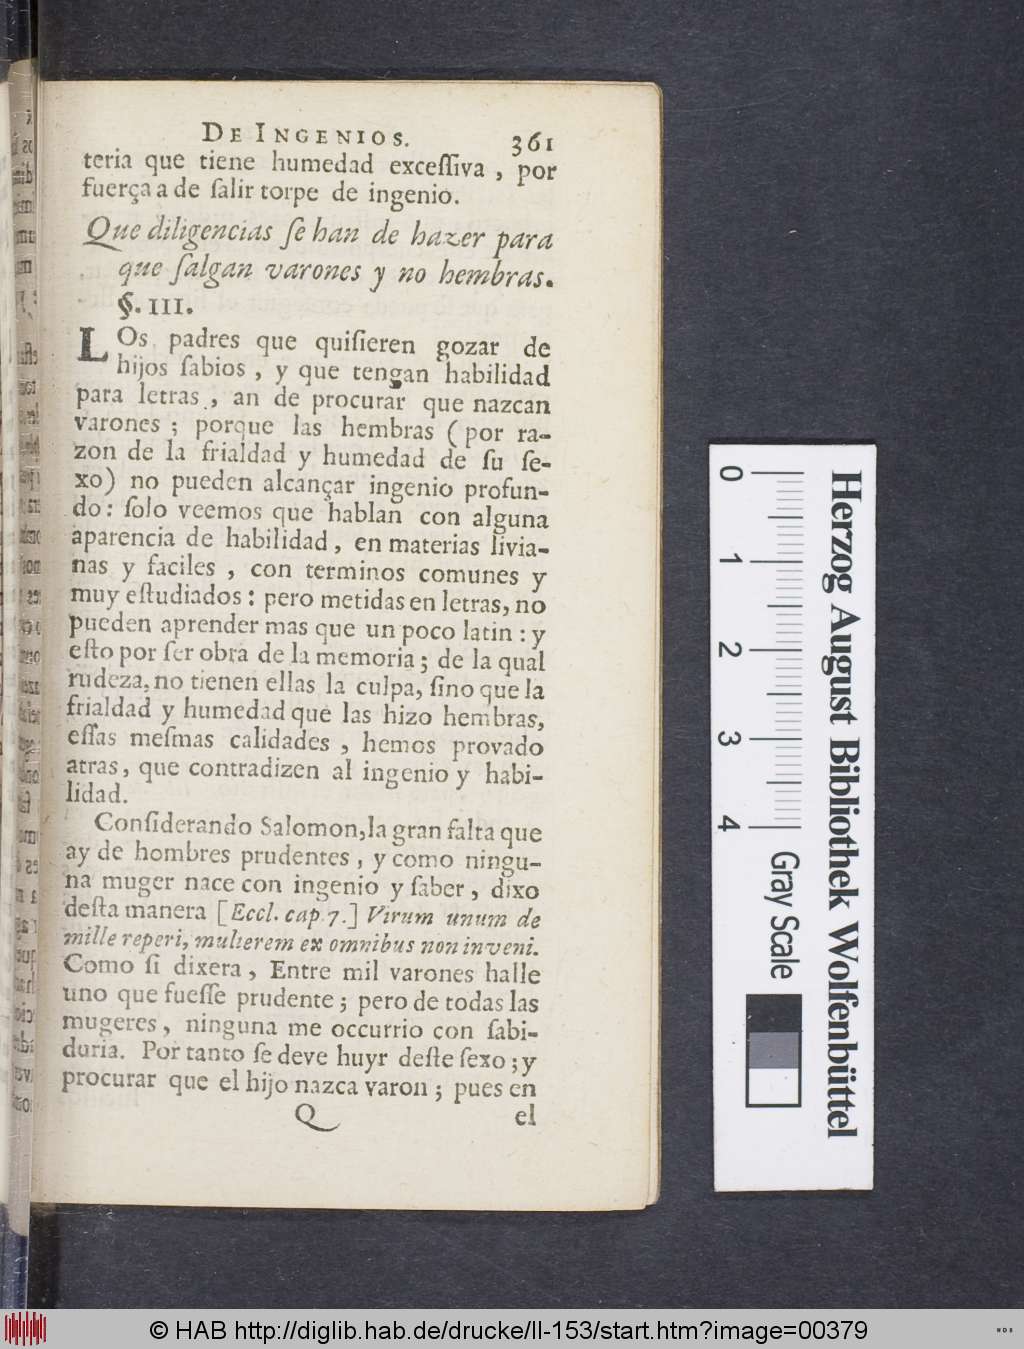 DE INGENIOS. 361
teria que tiene humedad exceſſiva , por
fuerça a de ſalir torpe de ingenio.
Que diligencias ſe han de hazer para
que ſalgan varones y no hembras.
§. III.
LOs padres que quiſieren gozar de
hijos ſabios , y que tengan habilidad
para letras , an de procurar que nazcan
varones ; porque las hembras ( por ra-
zon de la frialdad y humedad de ſu ſe-
xo) no pueden alcançar ingenio profun-
do: ſolo veemos que hablan con alguna
aparencia de habilidad, en materias livia-
nas y faciles , con terminos comunes y
muy eſtudiados: pero metidas en letras, no
pueden aprender mas que un poco latin : y
eſto por ſer obra de la memoria; de la qual
rudeza, no tienen ellas la culpa, ſino que la
frialdad y humedad que las hizo hembras,
eſſas meſmas calidades , hemos provado
atras, que contradizen al ingenio y habi-
lidad.
Conſiderando Salomon, la gran falta que
ay de hombres prudentes , y como ningu-
na muger nace con ingenio y ſaber , dixo
deſta manera [Eccl. cap. 7.] Virum unum de
mille reperi, mulierem ex omnibus non inveni.
Como ſi dixera , Entre mil varones halle
uno que fueſſe prudente ; pero de todas las
mugeres , ninguna me occurrio con ſabi-
duria. Por tanto ſe deve huyr deſte ſexo ; y
procurar que el hijo nazca varon ; pues en
Q el
0 1 2 3 4
Gray Scale
Herzog August Bibliothek Wolfenbüttel
© HAB http://diglib.hab.de/drucke/ll-153/start.htm?image=00379